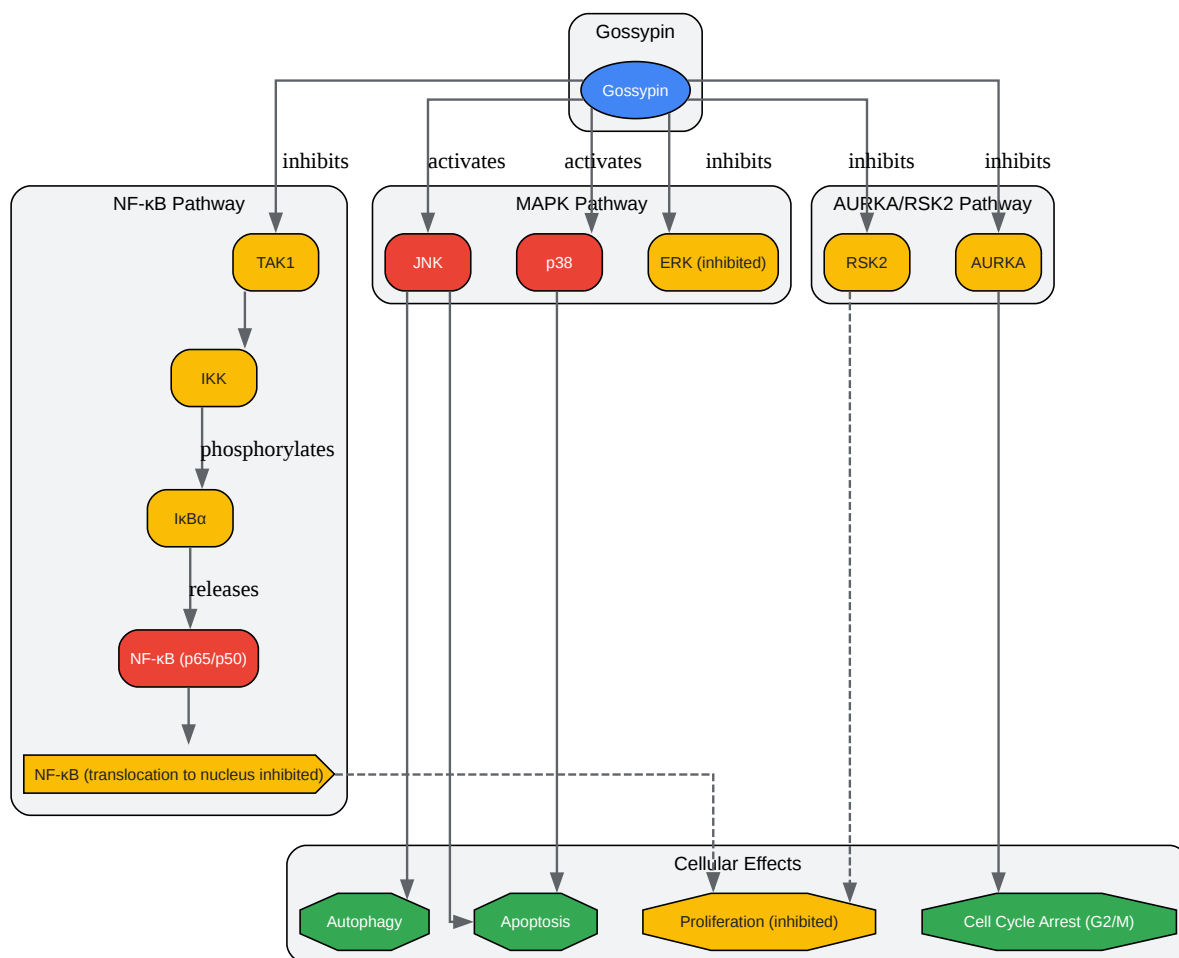 Gossypin
Gossypin
inhibits
activates
activates
inhibits
inhibits
inhibits
NF-κB Pathway
MAPK Pathway
AURKA/RSK2 Pathway
TAK1
JNK
p38
ERK (inhibited)
RSK2
AURKA
IKK
phosphorylates
IκBα
releases
NF-κB (p65/p50)
NF-κB (translocation to nucleus inhibited)
Cellular Effects
Autophagy
Apoptosis
Proliferation (inhibited)
Cell Cycle Arrest (G2/M)